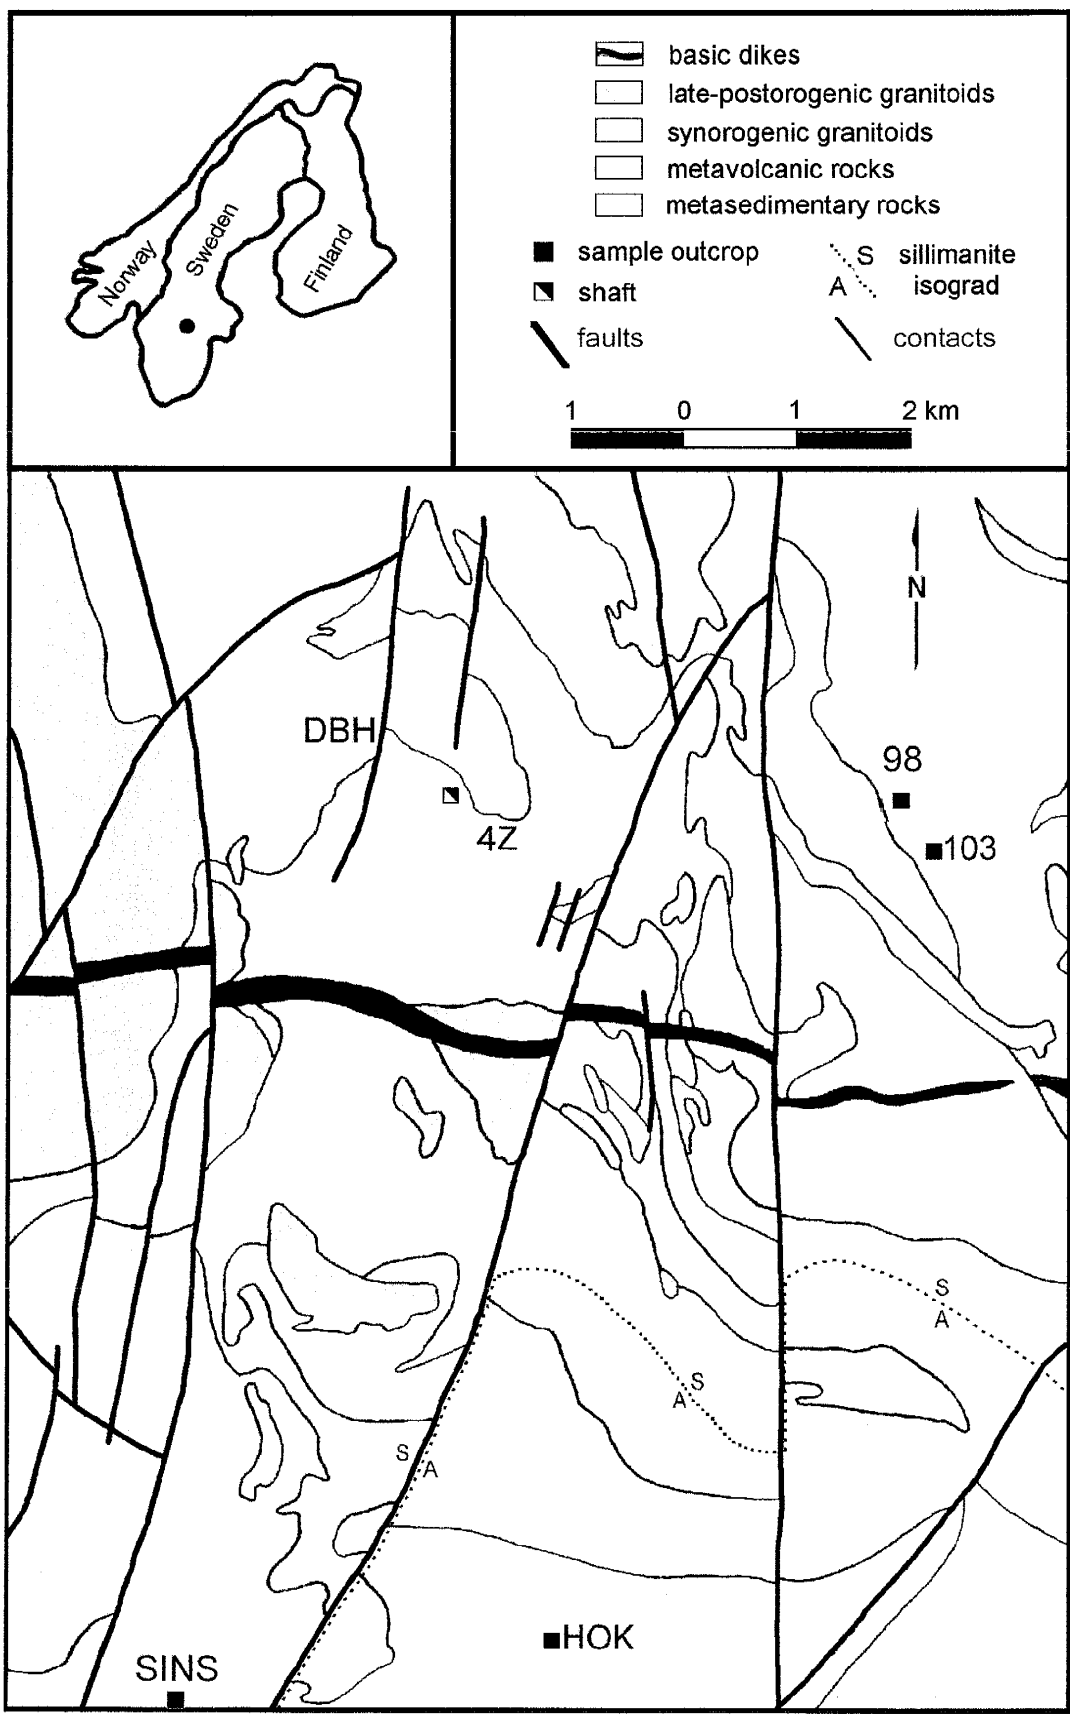 Norway
Sweden
Finland
basic dikes
late-postorogenic granitoids
synorogenic granitoids
metavolcanic rocks
metasedimentary rocks
sample outcrop
S sillimanite
A isograd
shaft
faults
contacts
1 0 1 2 km
N
DBH
98
4Z
103
S
A
S
A
S
A
HOK
SINS